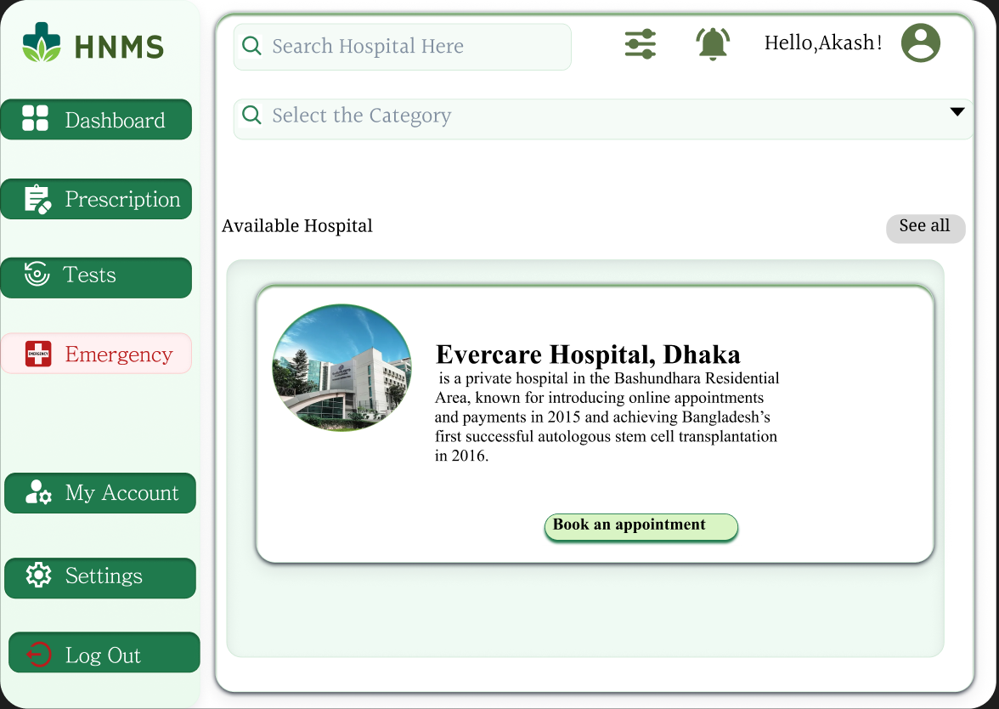 HNMS
Dashboard
Prescription
Tests
EMERGENCY
Emergency
My Account
Settings
Log Out
Search Hospital Here
Hello,Akash!
Select the Category
Available Hospital
See all
Evercare Hospital, Dhaka
is a private hospital in the Bashundhara Residential
Area, known for introducing online appointments
and payments in 2015 and achieving Bangladesh’s
first successful autologous stem cell transplantation
in 2016.
Book an appointment